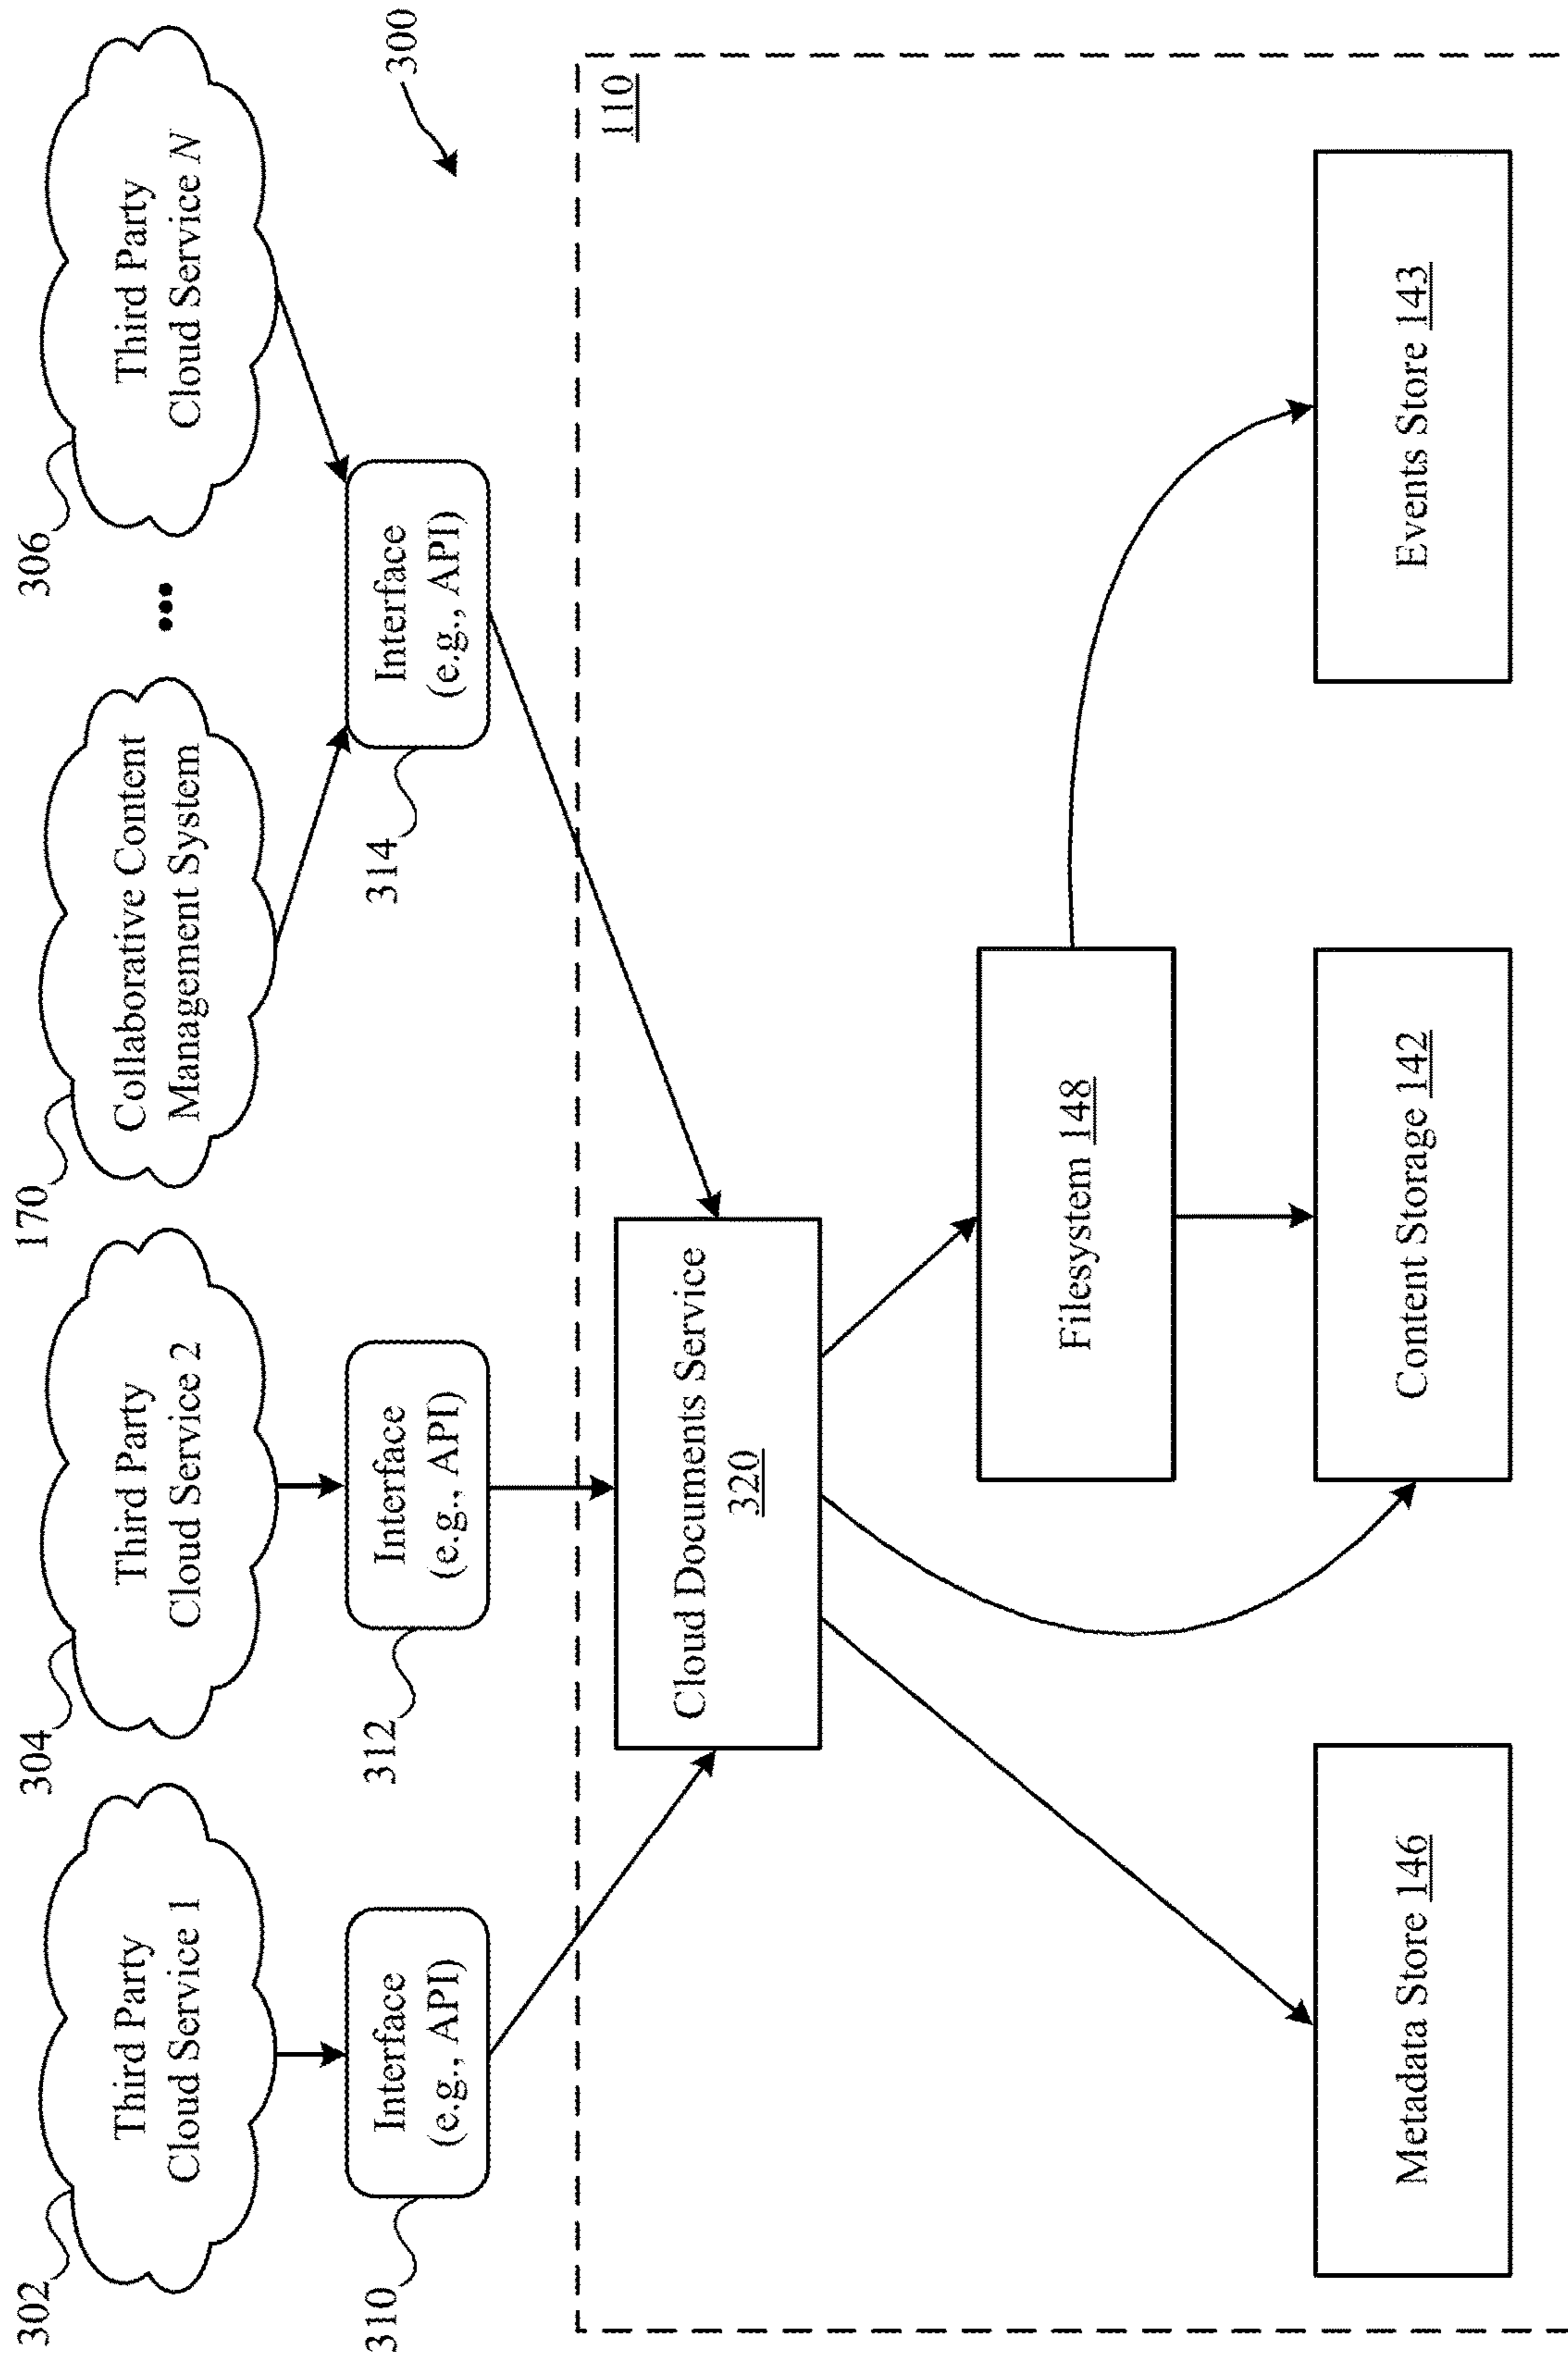 302
304
170
306
Third Party
Cloud Service 1
Third Party
Cloud Service 2
Collaborative Content
Management System
•••
Third Party
Cloud Service N
310
312
314
300
Interface
(e.g., API)
Interface
(e.g., API)
Interface
(e.g., API)
110
Cloud Documents Service
320
Filesystem 148
Metadata Store 146
Content Storage 142
Events Store 143